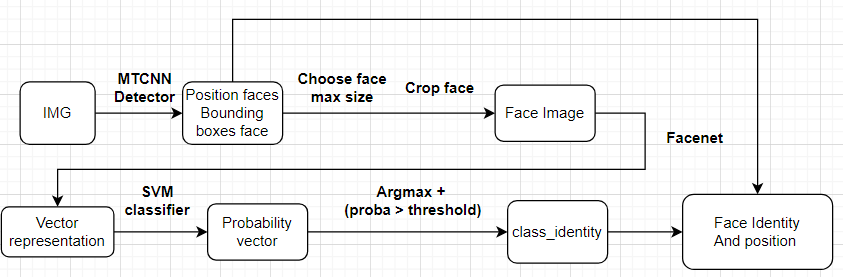 MTCNN
Detector
Choose face
max size
Crop face
IMG
Position faces
Bounding
boxes face
Face Image
Facenet
SVM
classifier
Argmax +
(proba > threshold)
Vector
representation
Probability
vector
class_identity
Face Identity
And position